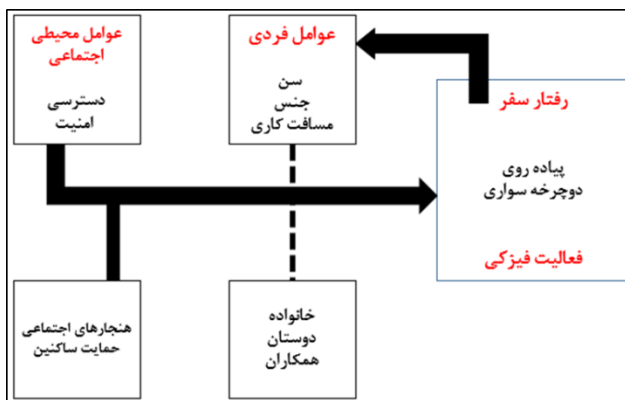 عوامل محیطی
اجتماعی
دسترسی
امنیت
عوامل فردی
سن
جنس
مسافت کاری
رفتار سفر
پیاده روی
دوچرخه سواری
فعالیت فیزکی
هنجارهای اجتماعی
حمایت ساکنین
خانواده
دوستان
همکاران